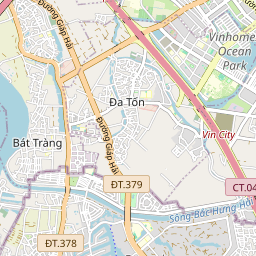 Đường Giáp Hải
Vinhome
Ocean
Park
Đa Tốn
Đường Giáp Hải
Vin City
Bát Tràng
ĐT.379
CT.04
Sông Bắc Hưng Hải
ĐT.378